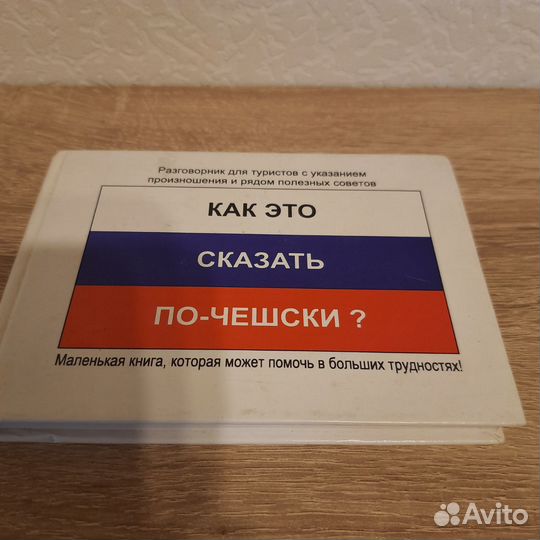 Разговорник для туристов с указанием
произношения и рядом полезных советов
КАК ЭТО
СКАЗАТЬ
ПО-ЧЕШСКИ ?
Маленькая книга, которая может помочь в больших трудностях!
Avito